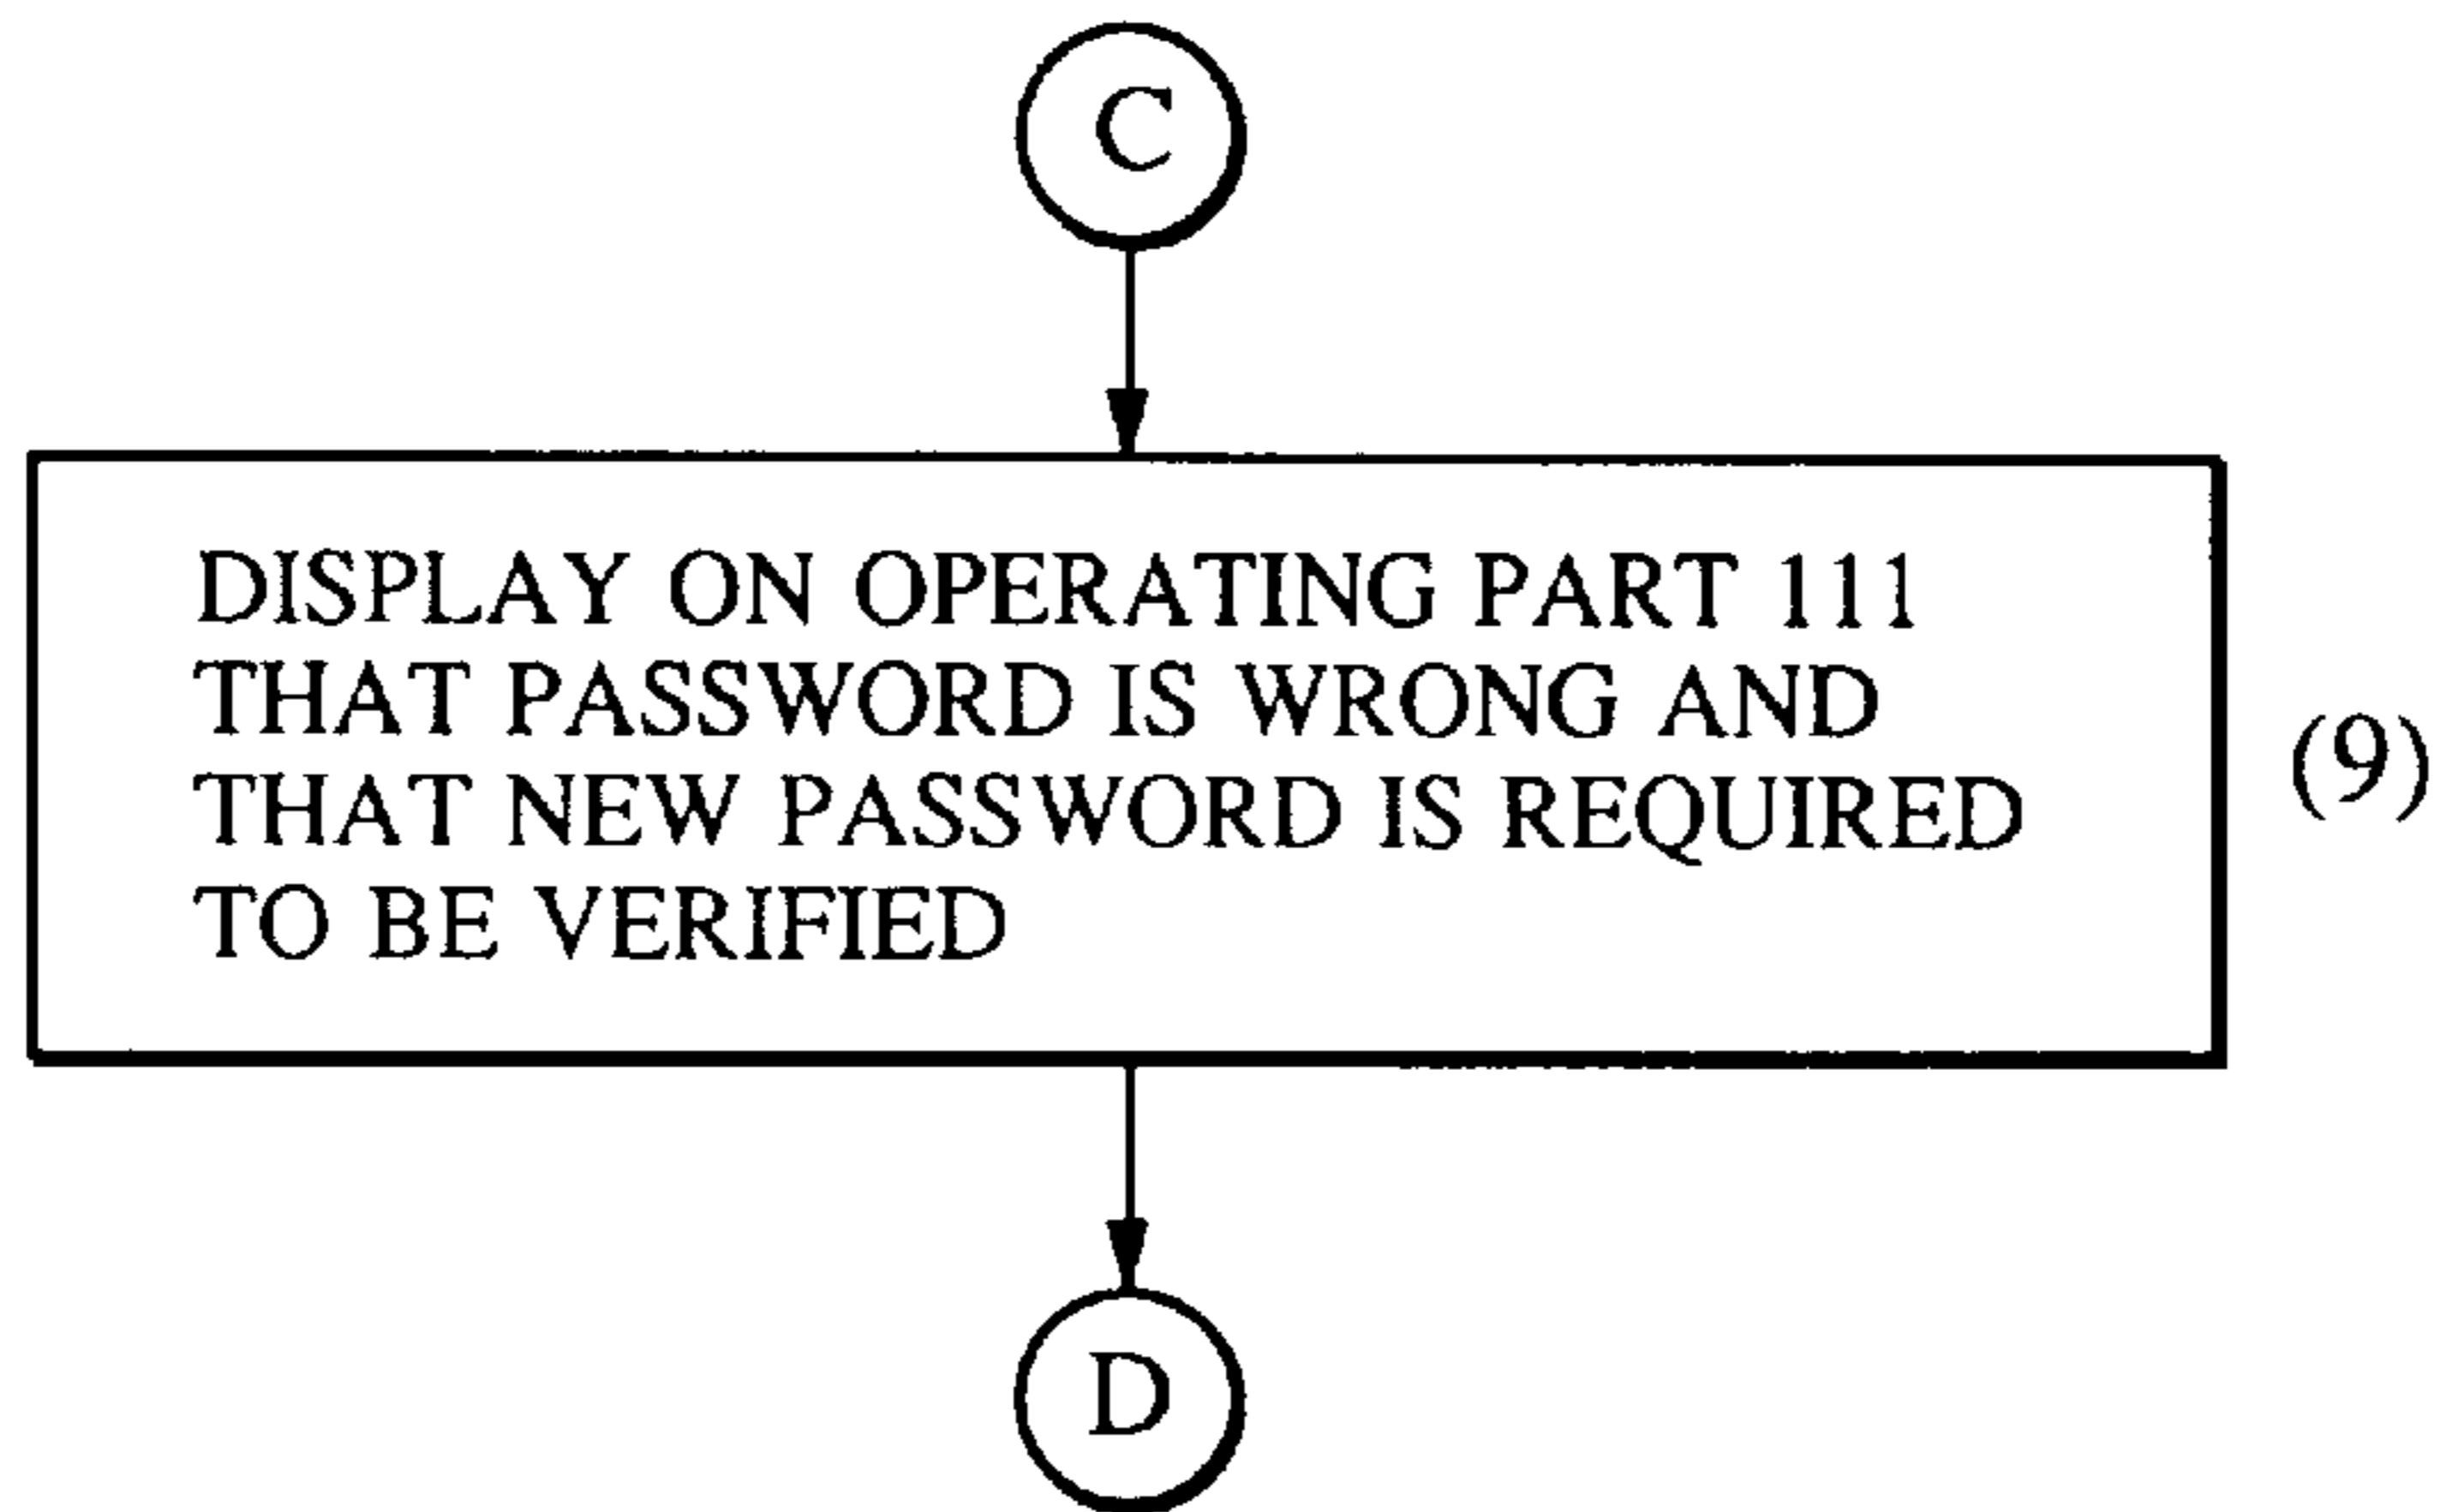 C
DISPLAY ON OPERATING PART 111
THAT PASSWORD IS WRONG AND
THAT NEW PASSWORD IS REQUIRED
TO BE VERIFIED
(9)
D